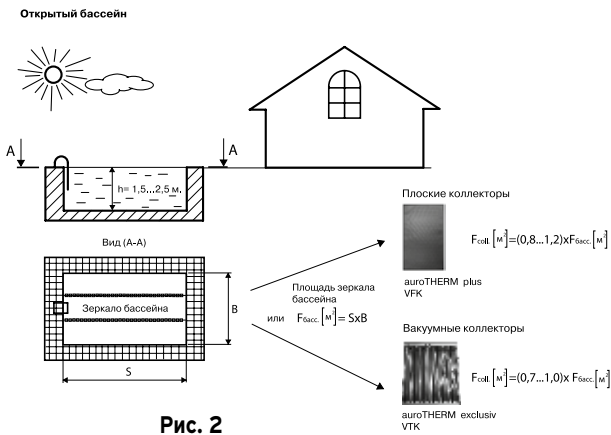 Открытый бассейн
A
A
h= 1,5...2,5 м.
Вид (А-А)
Зеркало бассейна
B
S
Площадь зеркала
бассейна
или Fбасс. [м²] = SxB
Плоские коллекторы
Fcoll. [м²]=(0,8...1,2)xFбасс. [м²]
auroTHERM plus
VFK
Вакуумные коллекторы
Fcoll. [м²]=(0,7...1,0)x Fбасс. [м²]
auroTHERM exclusiv
VTK
Рис. 2